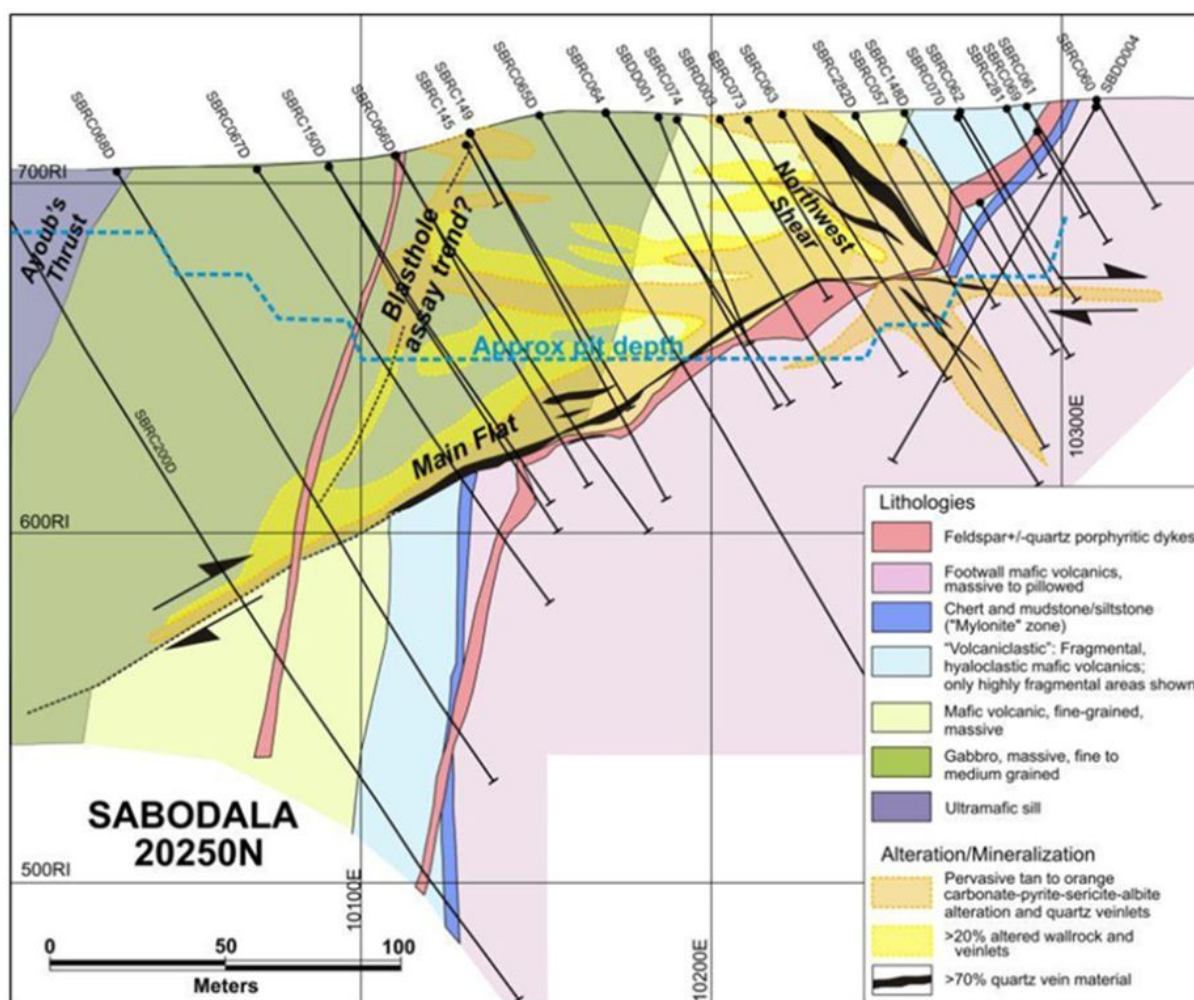 SBRC068D
SBRC067D
SBRC150D
SBRC066D
SBRC145
SBRC149
SBRC065D
SBRC064
SBDD001
SBRC074
SBRD003
SBRC073
SBRC063
SBRC282D
SBRC057
SBRC148D
SBRC070
SBRC062
SBRC281
SBRC069
SBRC061
SBRC060
SBDD004
700Rl
Ayoub's
Thrust
Blasthole
assay trend?
Northwest
Shear
Approx pit depth
SBRC200D
Main Flat
10300E
600Rl
SABODALA
20250N
500Rl
10100E
10200E
0 50 100
Meters
Lithologies
Feldspar+/-quartz porphyritic dykes
Footwall mafic volcanics,
massive to pillowed
Chert and mudstone/siltstone
("Mylonite" zone)
"Volcaniclastic": Fragmental,
hyaloclastic mafic volcanics;
only highly fragmental areas shown
Mafic volcanic, fine-grained,
massive
Gabbro, massive, fine to
medium grained
Ultramafic sill
Alteration/Mineralization
Pervasive tan to orange
carbonate-pyrite-sericite-albite
alteration and quartz veinlets
>20% altered wallrock and
veinlets
>70% quartz vein material